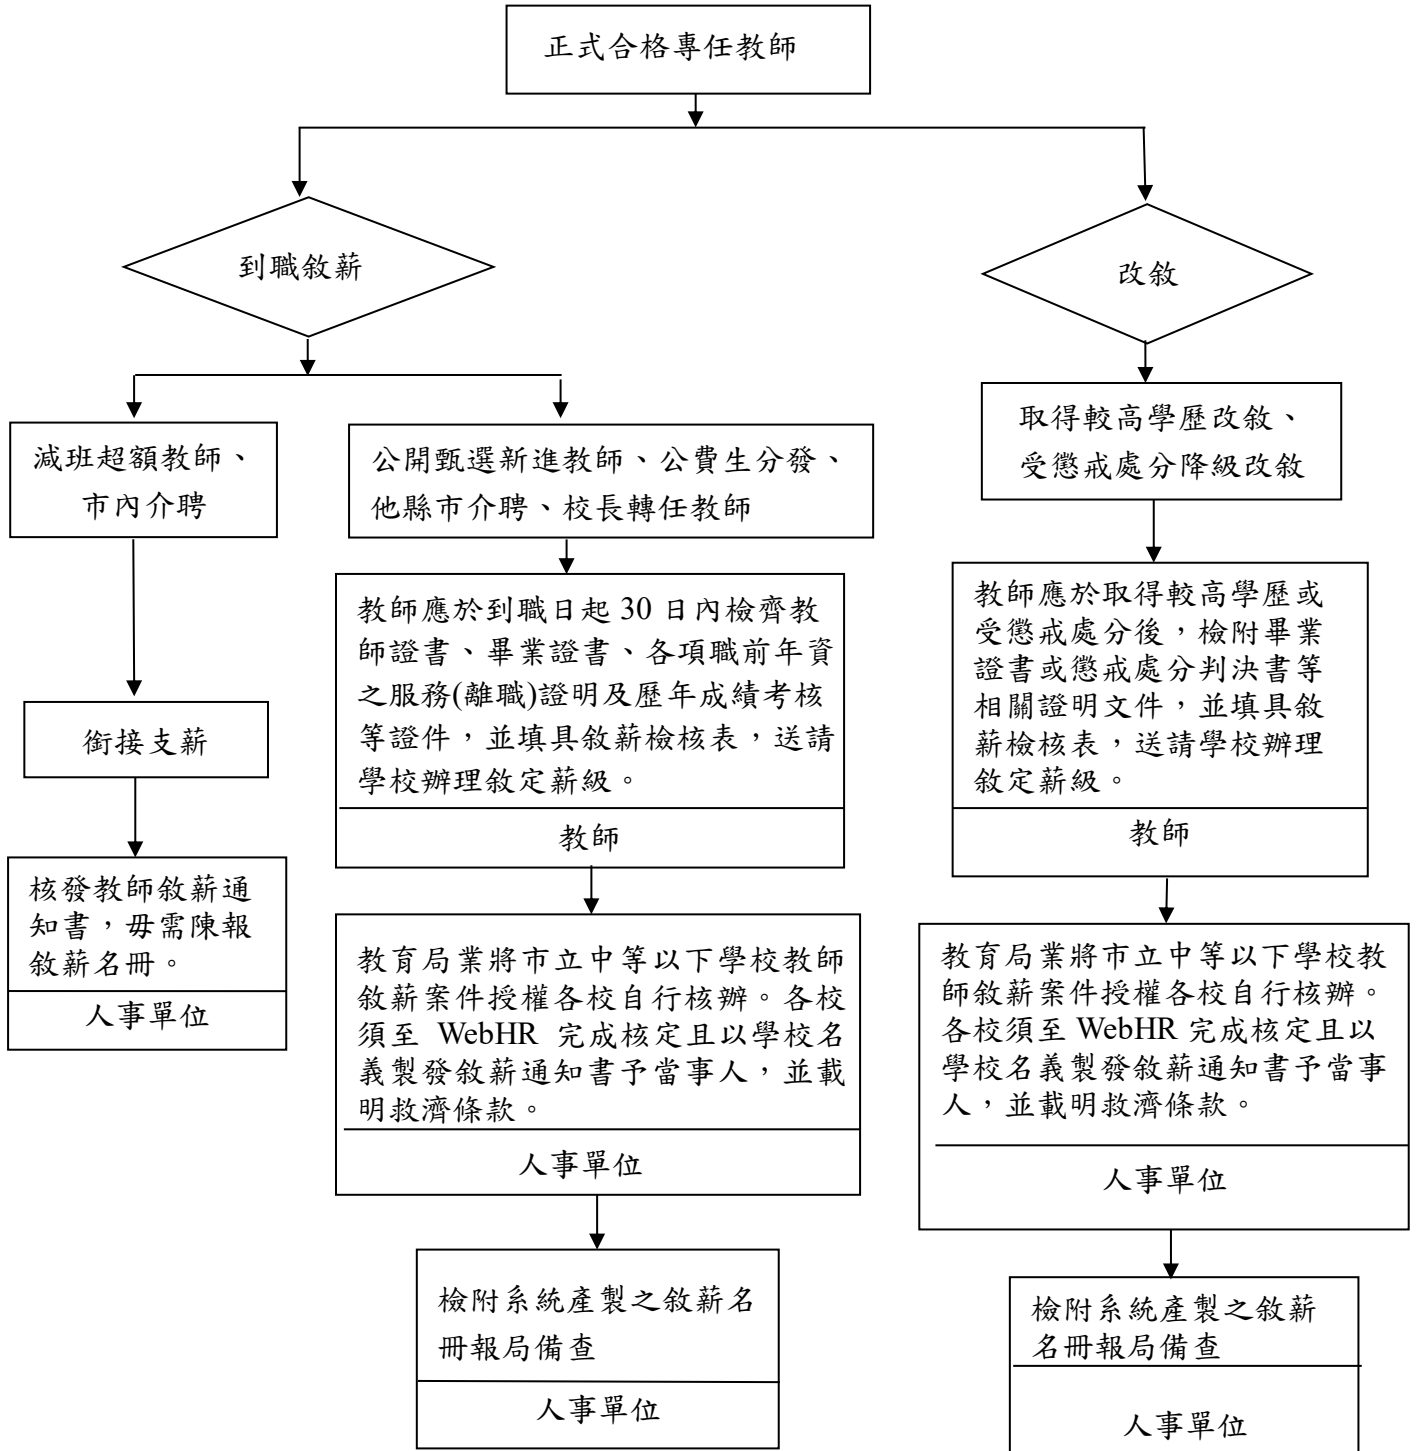 正式合格專任教師
到職敘薪
改敘
減班超額教師、
市內介聘
公開甄選新進教師、公費生分發、
他縣市介聘、校長轉任教師
取得較高學歷改敘、
受懲戒處分降級改敘
銜接支薪
核發教師敘薪通
知書，毋需陳報
敘薪名冊。
人事單位
教師應於到職日起 30 日內檢齊教
師證書、畢業證書、各項職前年資
之服務(離職)證明及歷年成績考核
等證件，並填具敘薪檢核表，送請
學校辦理敘定薪級。
教師
教育局業將市立中等以下學校教師
敘薪案件授權各校自行核辦。各校
須至 WebHR 完成核定且以學校名
義製發敘薪通知書予當事人，並載
明救濟條款。
人事單位
檢附系統產製之敘薪名
冊報局備查
人事單位
教師應於取得較高學歷或
受懲戒處分後，檢附畢業
證書或懲戒處分判決書等
相關證明文件，並填具敘
薪檢核表，送請學校辦理
敘定薪級。
教師
教育局業將市立中等以下學校教
師敘薪案件授權各校自行核辦。
各校須至 WebHR 完成核定且以
學校名義製發敘薪通知書予當事
人，並載明救濟條款。
人事單位
檢附系統產製之敘薪
名冊報局備查
人事單位